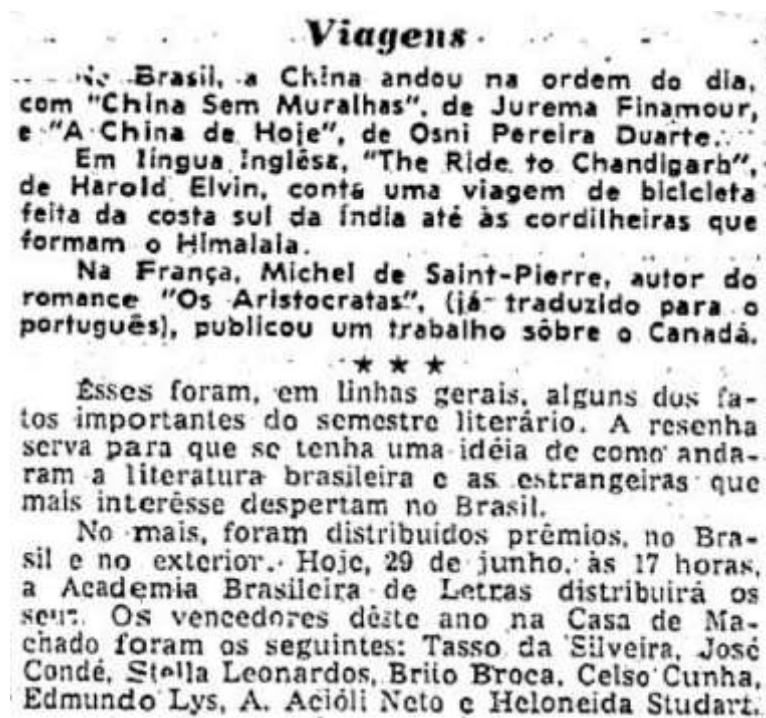 Viagens
No Brasil, a China andou na ordem do dia,
com "China Sem Muralhas", de Jurema Finamour,
e "A China de Hoje", de Osni Pereira Duarte.
Em língua inglêsa, "The Ride to Chandigarh",
de Harold Elvin, conta uma viagem de bicicleta
feita da costa sul da Índia até às cordilheiras que
formam o Himalaia.
Na França, Michel de Saint-Pierre, autor do
romance "Os Aristocratas", (já traduzido para o
português), publicou um trabalho sôbre o Canadá.
★ ★ ★
Êsses foram, em linhas gerais, alguns dos fa-
tos importantes do semestre literário. A resenha
serva para que se tenha uma idéia de como anda-
ram a literatura brasileira e as estrangeiras que
mais interêsse despertam no Brasil.
No mais, foram distribuídos prêmios, no Bra-
sil e no exterior. Hoje, 29 de junho, às 17 horas,
a Academia Brasileira de Letras distribuirá os
seus. Os vencedores dêste ano na Casa de Ma-
chado foram os seguintes: Tasso da Silveira, José
Condé, Stella Leonardos, Brito Broca, Celso Cunha,
Edmundo Lys, A. Acióli Neto e Heloneida Studart.